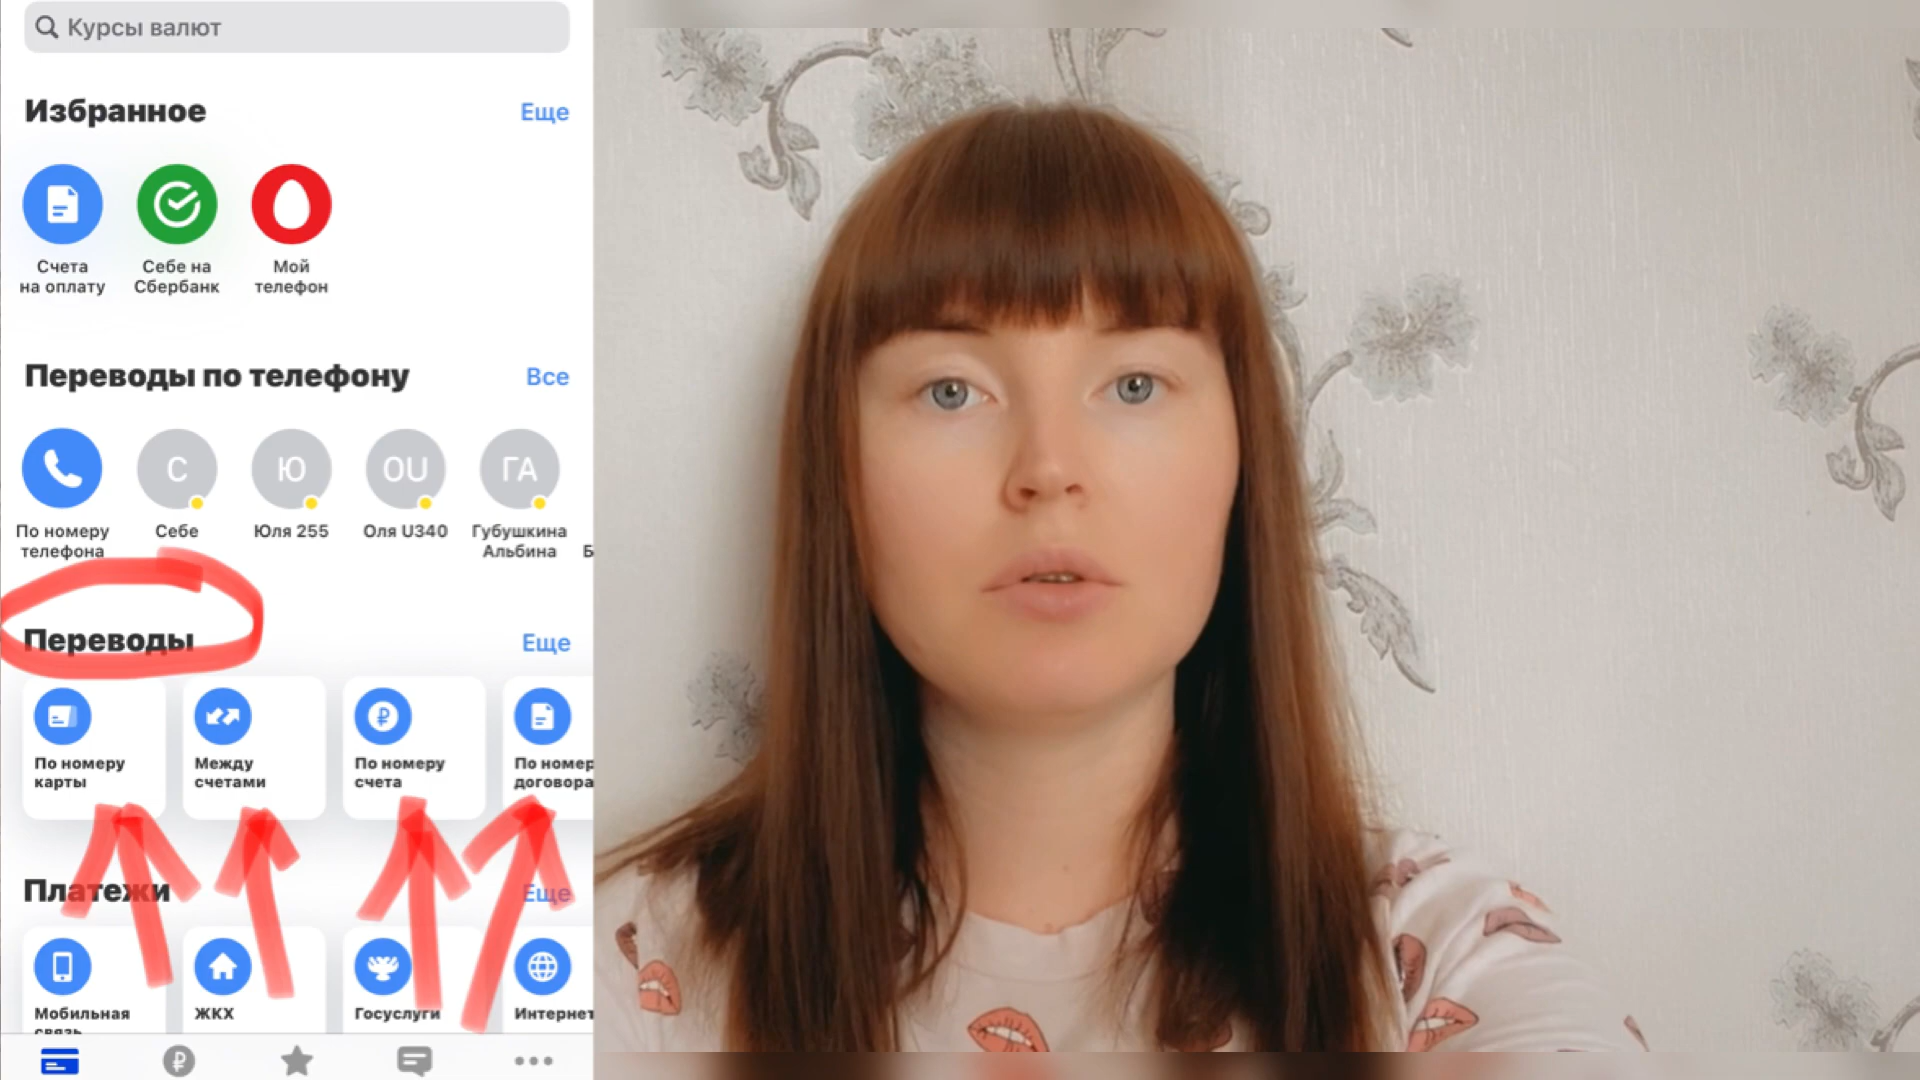 Курсы валют
Избранное
Еще
Счета
на оплату
Себе на
Сбербанк
Мой
телефон
Переводы по телефону
Все
С
Ю
OU
ГА
По номеру
телефона
Себе
Юля 255
Оля U340
Губушкина
Альбина
Б
Переводы
Еще
По номеру
карты
Между
счетами
По номеру
счета
По номер
договора
Платежи
Еще
Мобильная
связь
ЖКХ
Госуслуги
Интернет